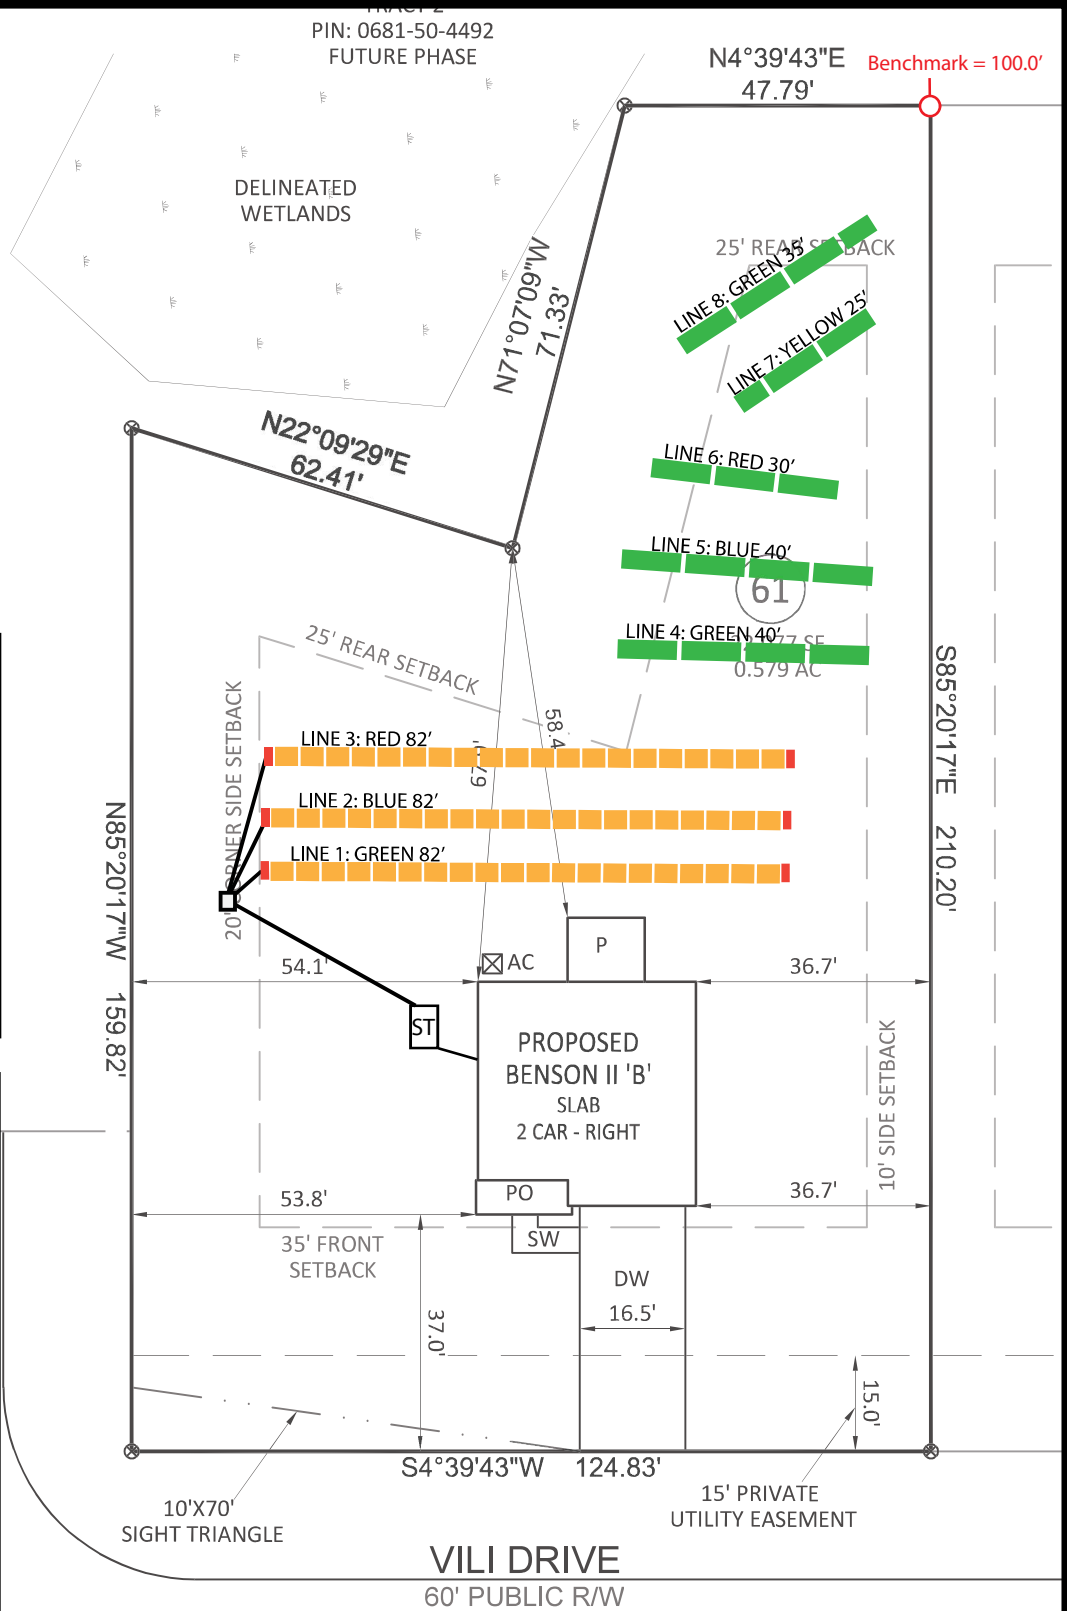 PIN: 0681-50-4492
FUTURE PHASE
N4°39'43"E
47.79'
Benchmark = 100.0'
DELINEATED
WETLANDS
25' REAR SETBACK
N71°07'09"W
71.33'
LINE 8: GREEN 35'
LINE 7: YELLOW 25'
N22°09'29"E
62.41'
LINE 6: RED 30'
LINE 5: BLUE 40'
61
LINE 4: GREEN 40'
0.579 AC
25' REAR SETBACK
S85°20'17"E 210.20'
58.4
LINE 3: RED 82'
LINE 2: BLUE 82'
LINE 1: GREEN 82'
N85°20'17"W 159.82'
20'
SIDE SETBACK
AC
P
54.1'
36.7'
ST
PROPOSED
BENSON II 'B'
SLAB
2 CAR - RIGHT
10' SIDE SETBACK
PO
53.8'
36.7'
SW
35' FRONT
SETBACK
DW
16.5'
37.0'
15.0'
S4°39'43"W 124.83'
10'X70'
SIGHT TRIANGLE
15' PRIVATE
UTILITY EASEMENT
VILI DRIVE
60' PUBLIC R/W